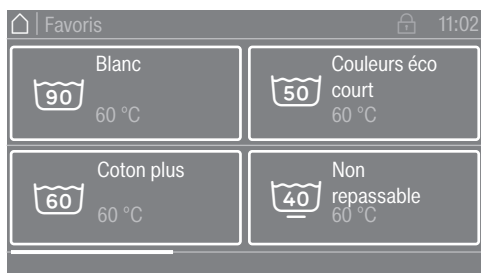 Favoris
11:02
90
Blanc
60 °C
50
Couleurs éco
court
60 °C
60
Coton plus
60 °C
40
Non
repassable
60 °C